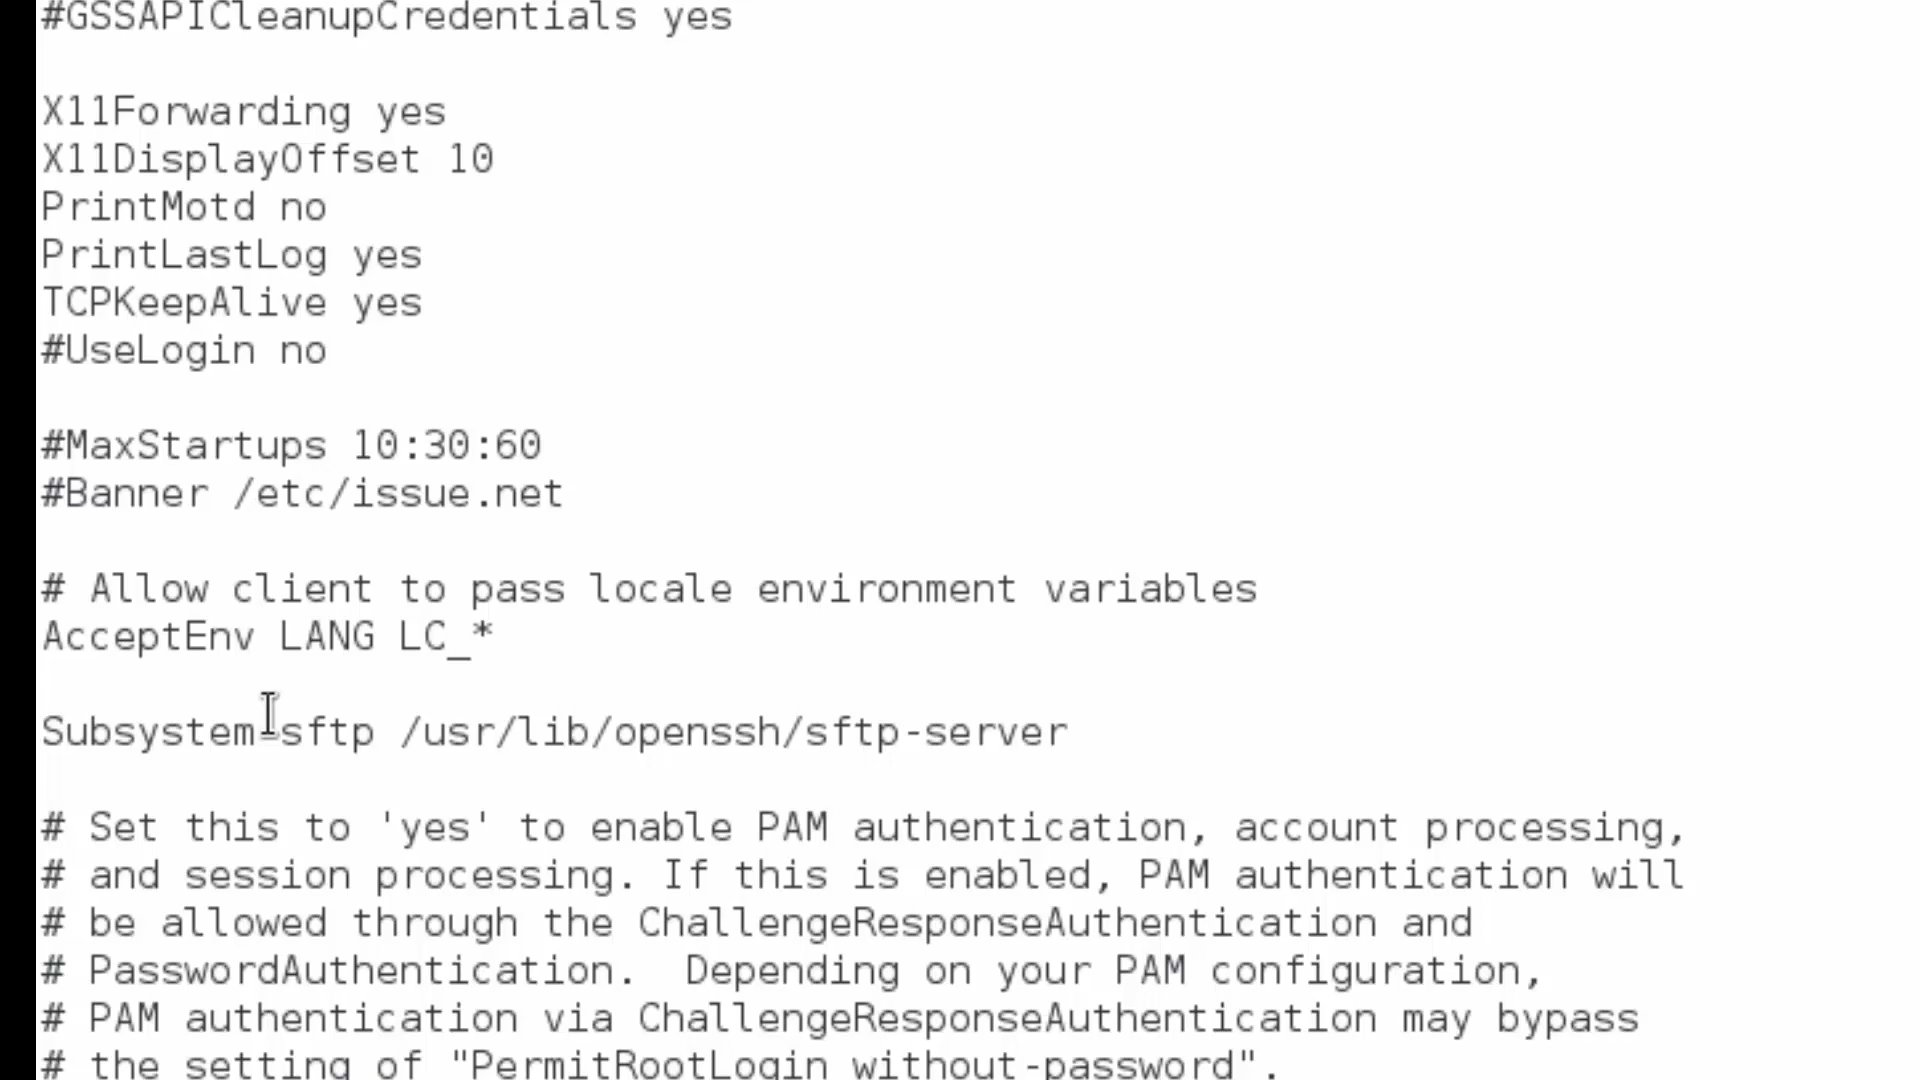 #GSSAPICleanupCredentials yes
X11Forwarding yes
X11DisplayOffset 10
PrintMotd no
PrintLastLog yes
TCPKeepAlive yes
#UseLogin no
#MaxStartups 10:30:60
#Banner /etc/issue.net
# Allow client to pass locale environment variables
AcceptEnv LANG LC_*
Subsystem sftp /usr/lib/openssh/sftp-server
# Set this to 'yes' to enable PAM authentication, account processing,
# and session processing. If this is enabled, PAM authentication will
# be allowed through the ChallengeResponseAuthentication and
# PasswordAuthentication.  Depending on your PAM configuration,
# PAM authentication via ChallengeResponseAuthentication may bypass
# the setting of "PermitRootLogin without-password".